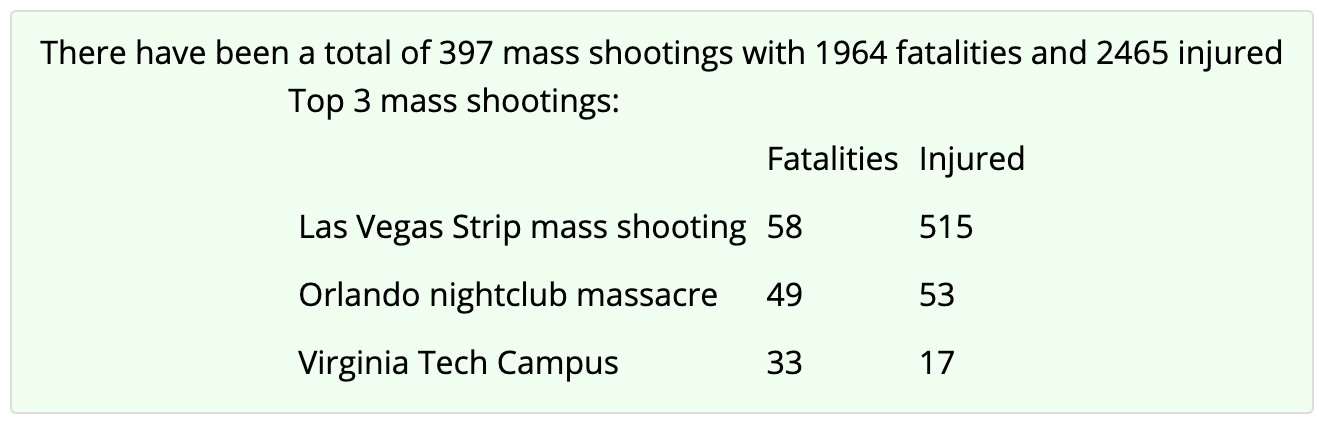 There have been a total of 397 mass shootings with 1964 fatalities and 2465 injured
Top 3 mass shootings:
Fatalities Injured
Las Vegas Strip mass shooting 58 515
Orlando nightclub massacre 49 53
Virginia Tech Campus 33 17